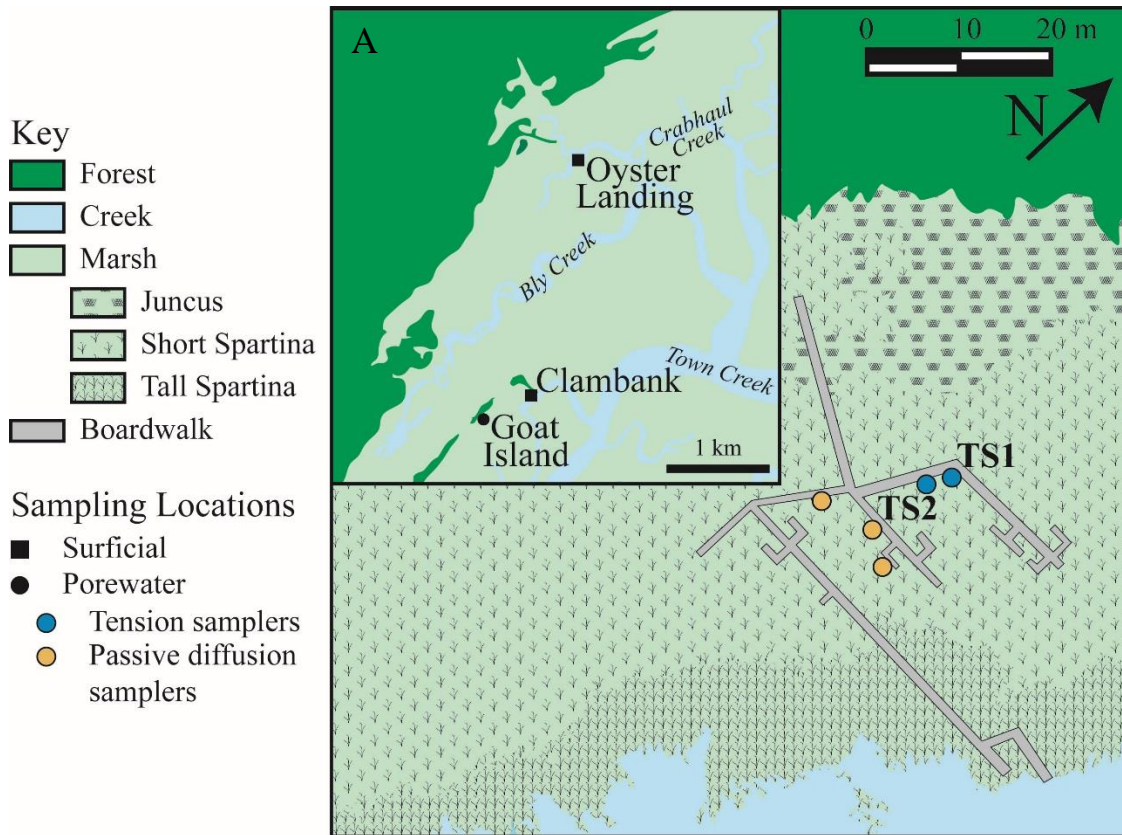 Key
Forest
Creek
Marsh
Juncus
Short Spartina
Tall Spartina
Boardwalk
Sampling Locations
Surficial
Porewater
Tension samplers
Passive diffusion
samplers
A
Crabhaul
Creek
Oyster
Landing
Bly Creek
Town Creek
Clambank
Goat
Island
1 km
0 10 20 m
N
TS1
TS2